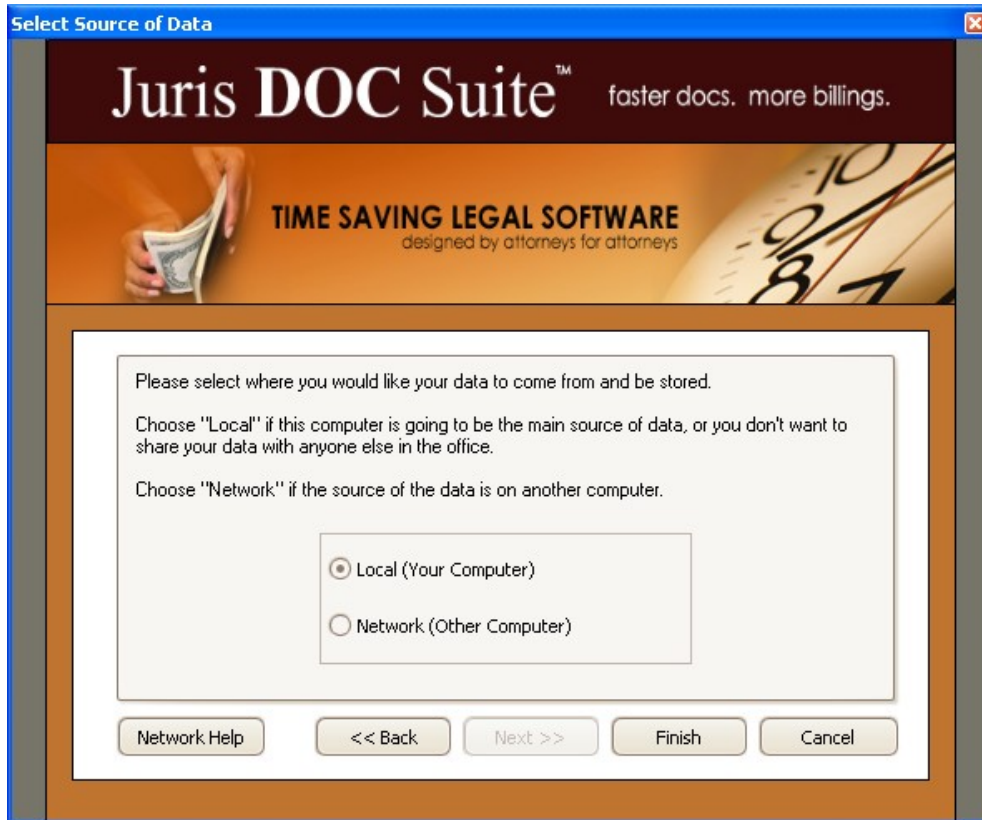 Select Source of Data
Juris DOC Suite™ faster docs. more billings.
TIME SAVING LEGAL SOFTWARE
designed by attorneys for attorneys
10
9
8
7
Please select where you would like your data to come from and be stored.
Choose "Local" if this computer is going to be the main source of data, or you don't want to
share your data with anyone else in the office.
Choose "Network" if the source of the data is on another computer.
Local (Your Computer)
Network (Other Computer)
Network Help << Back Next >> Finish Cancel